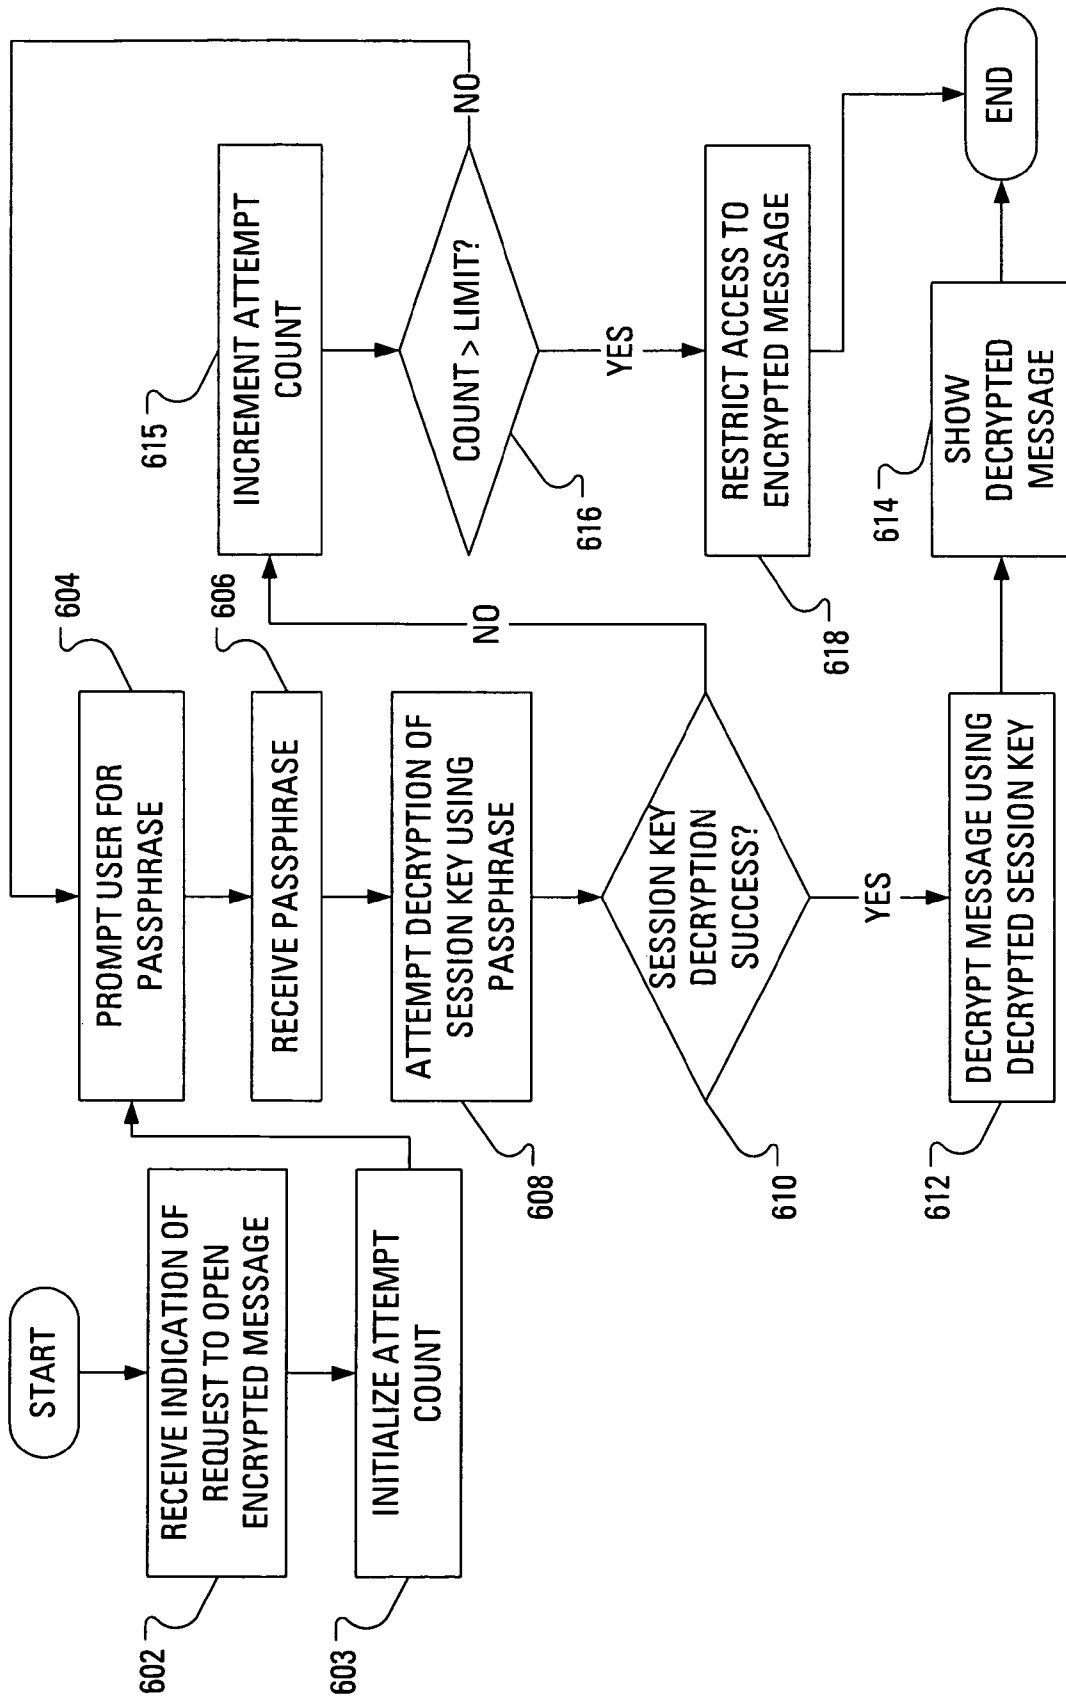 START
RECEIVE INDICATION OF
REQUEST TO OPEN
ENCRYPTED MESSAGE
602
INITIALIZE ATTEMPT
COUNT
603
PROMPT USER FOR
PASSPHRASE
604
RECEIVE PASSPHRASE
606
ATTEMPT DECRYPTION OF
SESSION KEY USING
PASSPHRASE
608
SESSION KEY
DECRYPTION
SUCCESS?
610
NO
YES
DECRYPT MESSAGE USING
DECRYPTED SESSION KEY
612
INCREMENT ATTEMPT
COUNT
615
COUNT > LIMIT?
616
NO
YES
RESTRICT ACCESS TO
ENCRYPTED MESSAGE
618
SHOW
DECRYPTED
MESSAGE
614
END